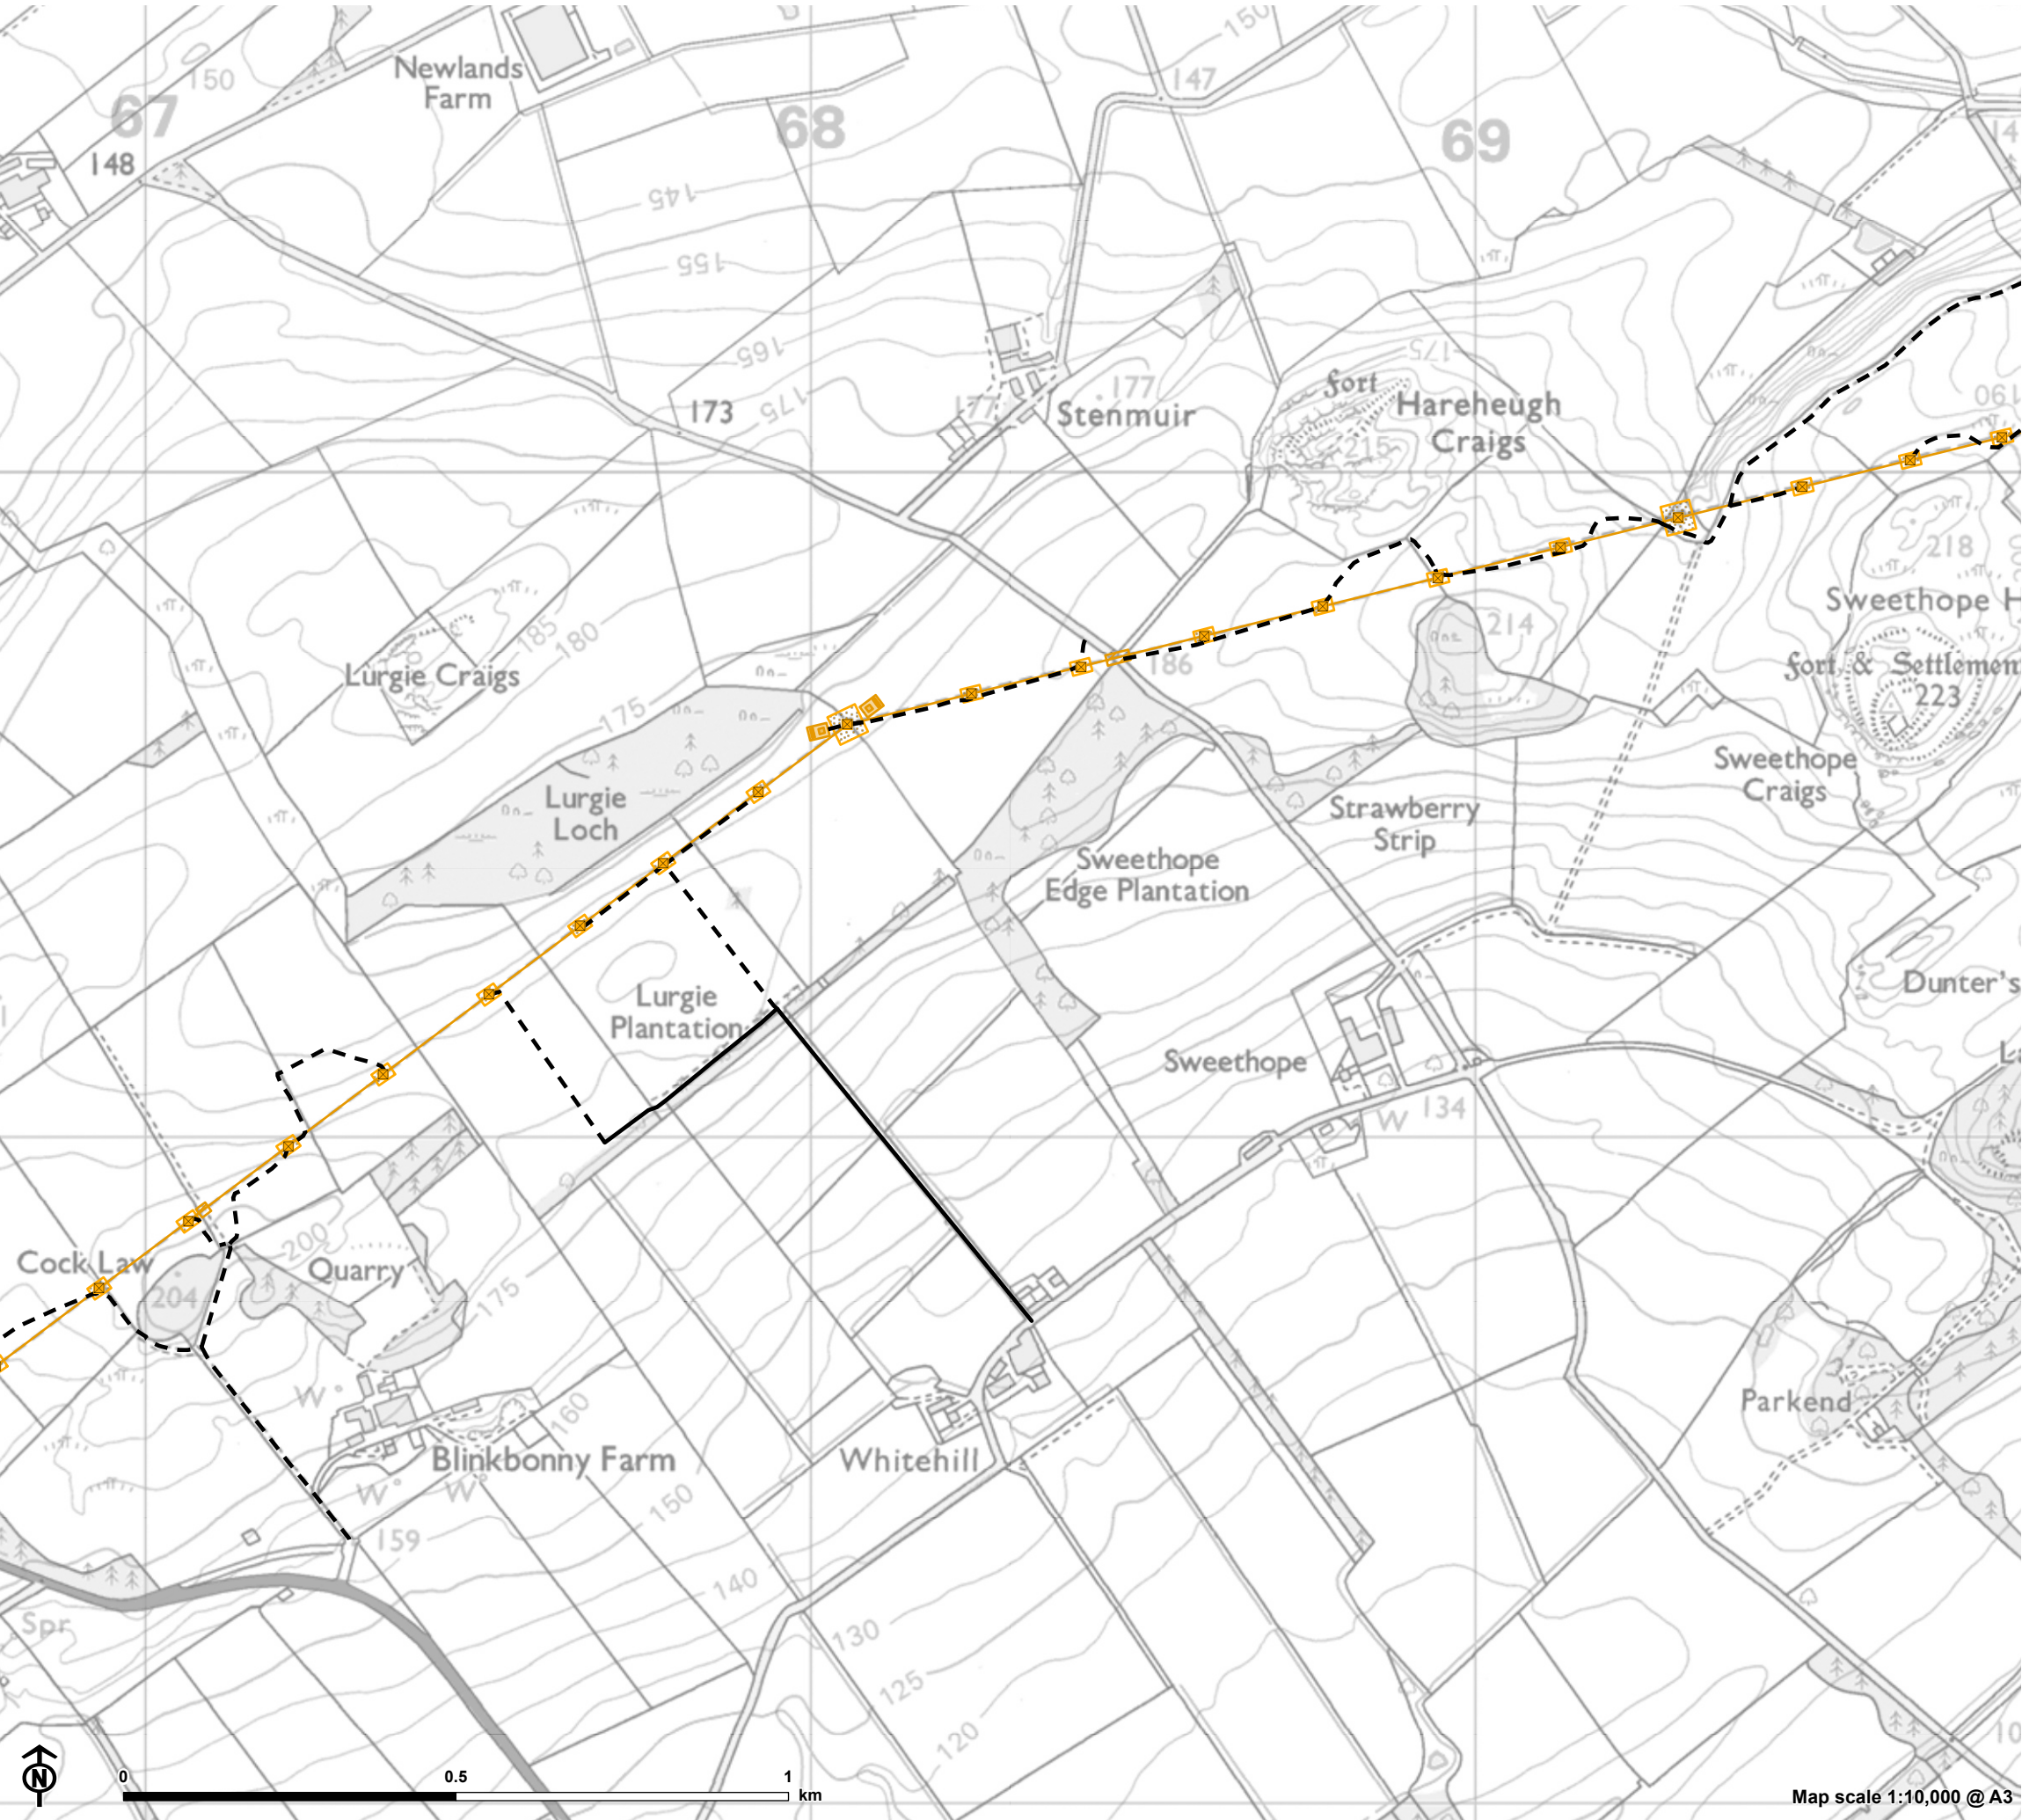 150
Newlands
Farm
67
148
68
150
147
69
145
155
165
175
173
177
177
Stenmuir
fort
175
Hareheugh
Craigs
215
190
218
Sweethope H
fort & Settlemen
223
Lurgie Craigs
185
180
175
186
214
Lurgie
Loch
Sweethope
Craigs
Strawberry
Strip
Sweethope
Edge Plantation
Lurgie
Plantation
Dunter's
Sweethope
W
134
Cock Law
204
200
Quarry
175
W
Blinkbonny Farm
W
W
160
Whitehill
Parkend
159
150
140
130
125
120
Spr
10
N
0
0.5
1
km
Map scale 1:10,000 @ A3